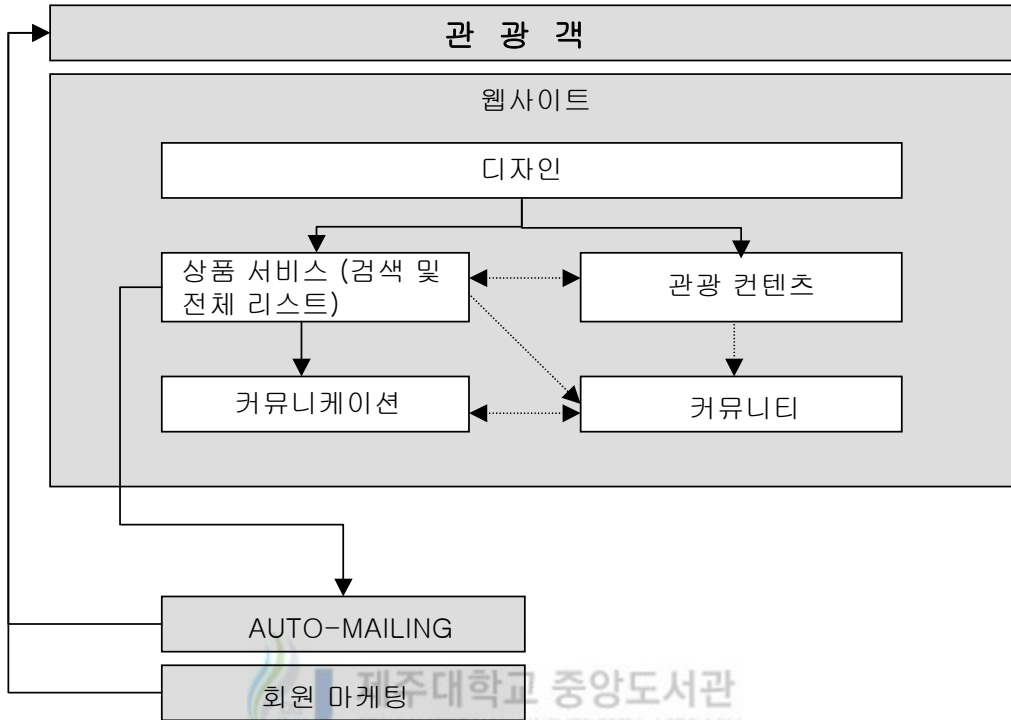 관 광 객
웹사이트
디자인
상품 서비스 (검색 및
전체 리스트)
관광 컨텐츠
커뮤니케이션
커뮤니티
AUTO-MAILING
제주대학교 중앙도서관
회원 마케팅